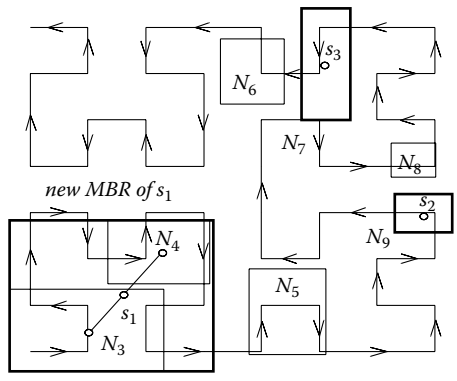 s₃
N₆
N₇
N₈
new MBR of s₁
s₂
N₄
N₉
N₅
s₁
N₃